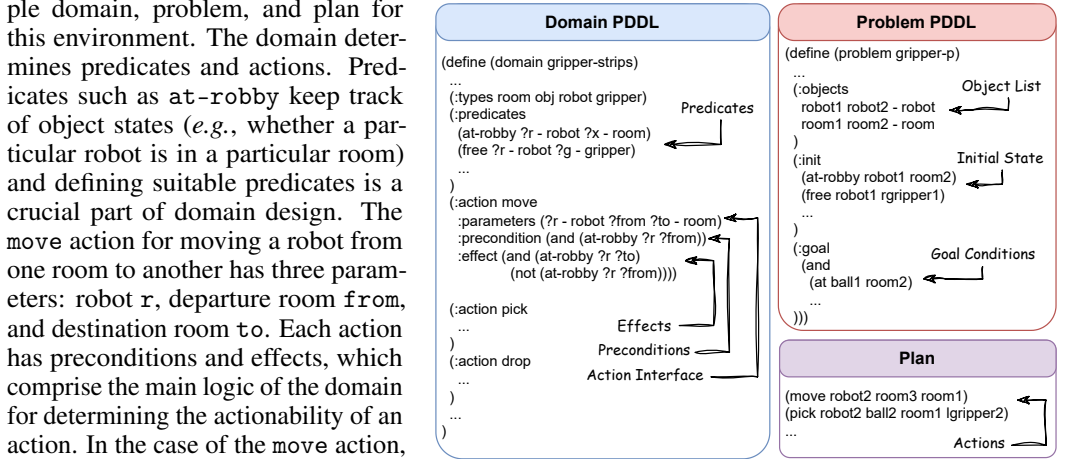 ple domain, problem, and plan for
this environment. The domain deter-
mines predicates and actions. Pred-
icates such as at-robby keep track
of object states (e.g., whether a par-
ticular robot is in a particular room)
and defining suitable predicates is a
crucial part of domain design. The
move action for moving a robot from
one room to another has three param-
eters: robot r, departure room from,
and destination room to. Each action
has preconditions and effects, which
comprise the main logic of the domain
for determining the actionability of an
action. In the case of the move action,
Domain PDDL
(define (domain gripper-strips)
...
(:types room obj robot gripper)
(:predicates
(at-robby ?r - robot ?x - room)
(free ?r - robot ?g - gripper)
...
)
(:action move
:parameters (?r - robot ?from ?to - room)
:precondition (and (at-robby ?r ?from))
:effect (and (at-robby ?r ?to)
(not (at-robby ?r ?from))))
(:action pick
...
)
(:action drop
...
)
...
)
Predicates
Effects
Preconditions
Action Interface
Problem PDDL
(define (problem gripper-p)
...
(:objects
robot1 robot2 - robot
room1 room2 - room
)
(:init
(at-robby robot1 room2)
(free robot1 rgripper1)
...
)
(:goal
(and
(at ball1 room2)
...
)))
Object List
Initial State
Goal Conditions
Plan
(move robot2 room3 room1)
(pick robot2 ball2 room1 lgripper2)
...
Actions